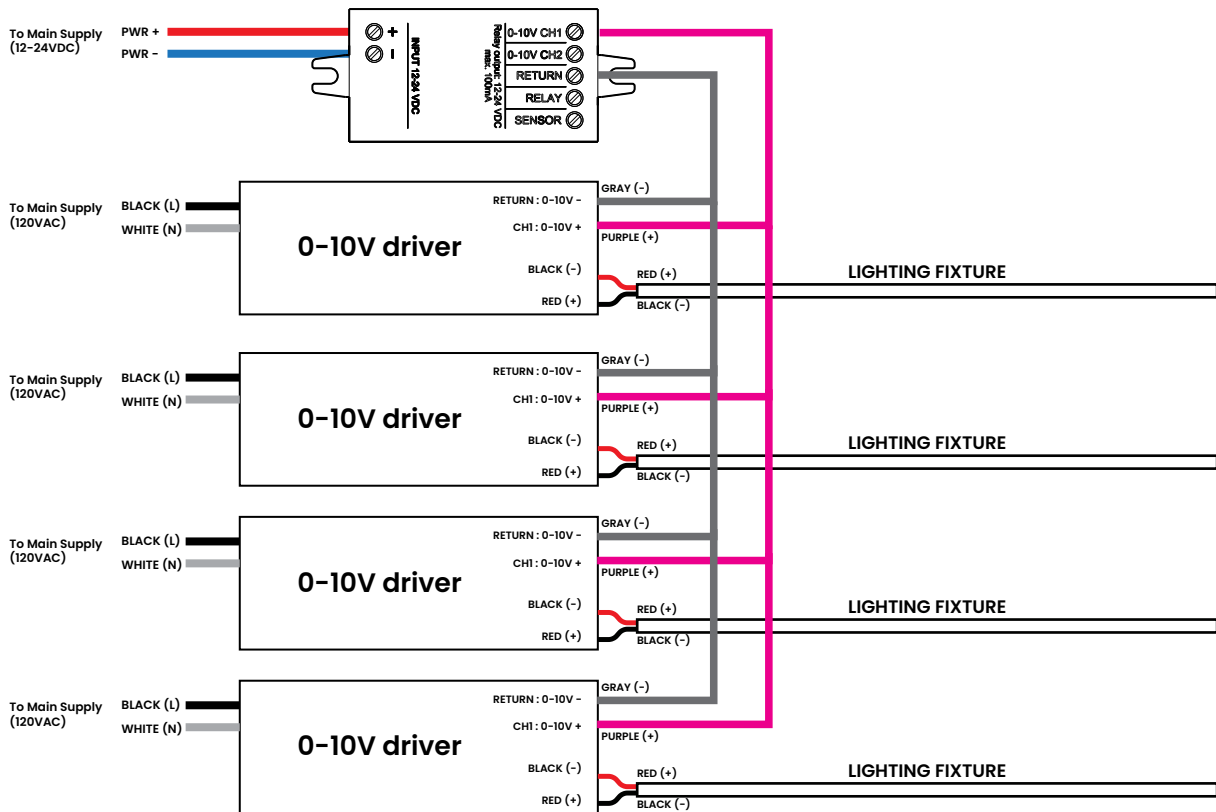 To Main Supply
(12-24VDC)
PWR +
PWR -
+
-
INPUT 12-24 VDC
Relay output: 12-24 VDC
max. 100mA
0-10V CH1
0-10V CH2
RETURN
RELAY
SENSOR
To Main Supply
(120VAC)
BLACK (L)
WHITE (N)
0-10V driver
RETURN : 0-10V -
CH1 : 0-10V +
BLACK (-)
RED (+)
GRAY (-)
PURPLE (+)
RED (+)
BLACK (-)
LIGHTING FIXTURE
To Main Supply
(120VAC)
BLACK (L)
WHITE (N)
0-10V driver
RETURN : 0-10V -
CH1 : 0-10V +
BLACK (-)
RED (+)
GRAY (-)
PURPLE (+)
RED (+)
BLACK (-)
LIGHTING FIXTURE
To Main Supply
(120VAC)
BLACK (L)
WHITE (N)
0-10V driver
RETURN : 0-10V -
CH1 : 0-10V +
BLACK (-)
RED (+)
GRAY (-)
PURPLE (+)
RED (+)
BLACK (-)
LIGHTING FIXTURE
To Main Supply
(120VAC)
BLACK (L)
WHITE (N)
0-10V driver
RETURN : 0-10V -
CH1 : 0-10V +
BLACK (-)
RED (+)
GRAY (-)
PURPLE (+)
RED (+)
BLACK (-)
LIGHTING FIXTURE